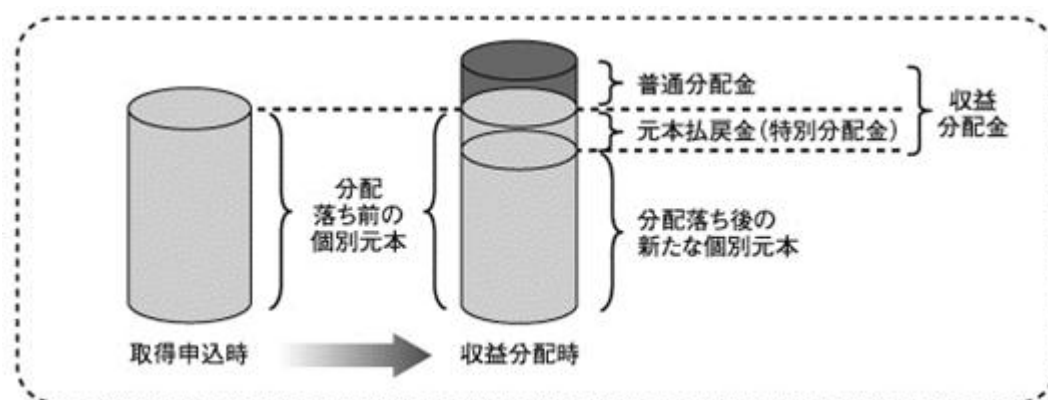 普通分配金
元本払戻金(特別分配金)
収益
分配金
分配
落ち前の
個別元本
分配落ち後の
新たな個別元本
取得申込時
収益分配時